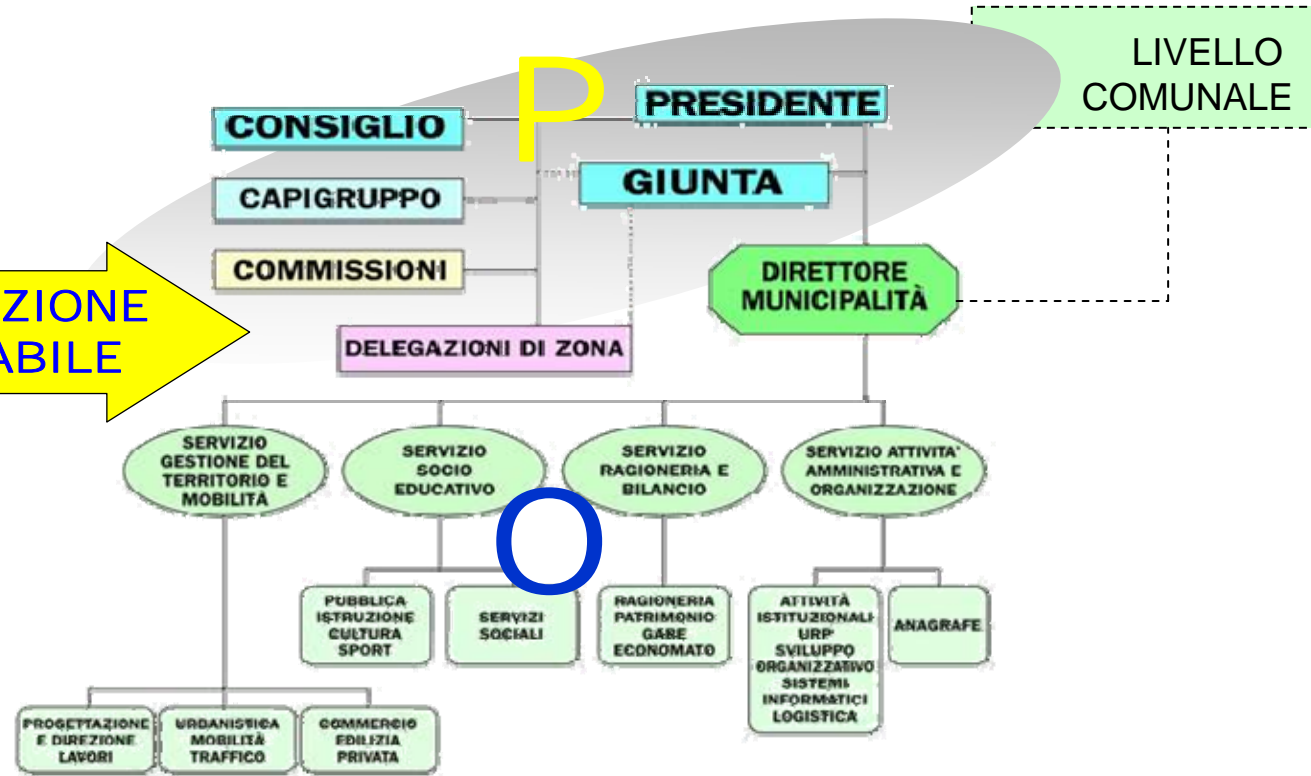 LIVELLO
COMUNALE
P
PRESIDENTE
CONSIGLIO
GIUNTA
CAPIGRUPPO
COMMISSIONI
DIRETTORE
MUNICIPALITÀ
ZIONE
ABILE
DELEGAZIONI DI ZONA
SERVIZIO
GESTIONE DEL
TERRITORIO E
MOBILITÀ
SERVIZIO
SOCIO
EDUCATIVO
SERVIZIO
RAGIONERIA E
BILANCIO
SERVIZIO ATTIVITA'
AMMINISTRATIVA E
ORGANIZZAZIONE
O
PUBBLICA
ISTRUZIONE
CULTURA
SPORT
SERVIZI
SOCIALI
RAGIONERIA
PATRIMONIO
GARE
ECONOMATO
ATTIVITÀ
ISTITUZIONALI
URP
SVILUPPO
ORGANIZZATIVO
SISTEMI
INFORMATICI
LOGISTICA
ANAGRAFE
PROGETTAZIONE
E DIREZIONE
LAVORI
URBANISTICA
MOBILITÀ
TRAFFICO
COMMERCIO
EDILIZIA
PRIVATA